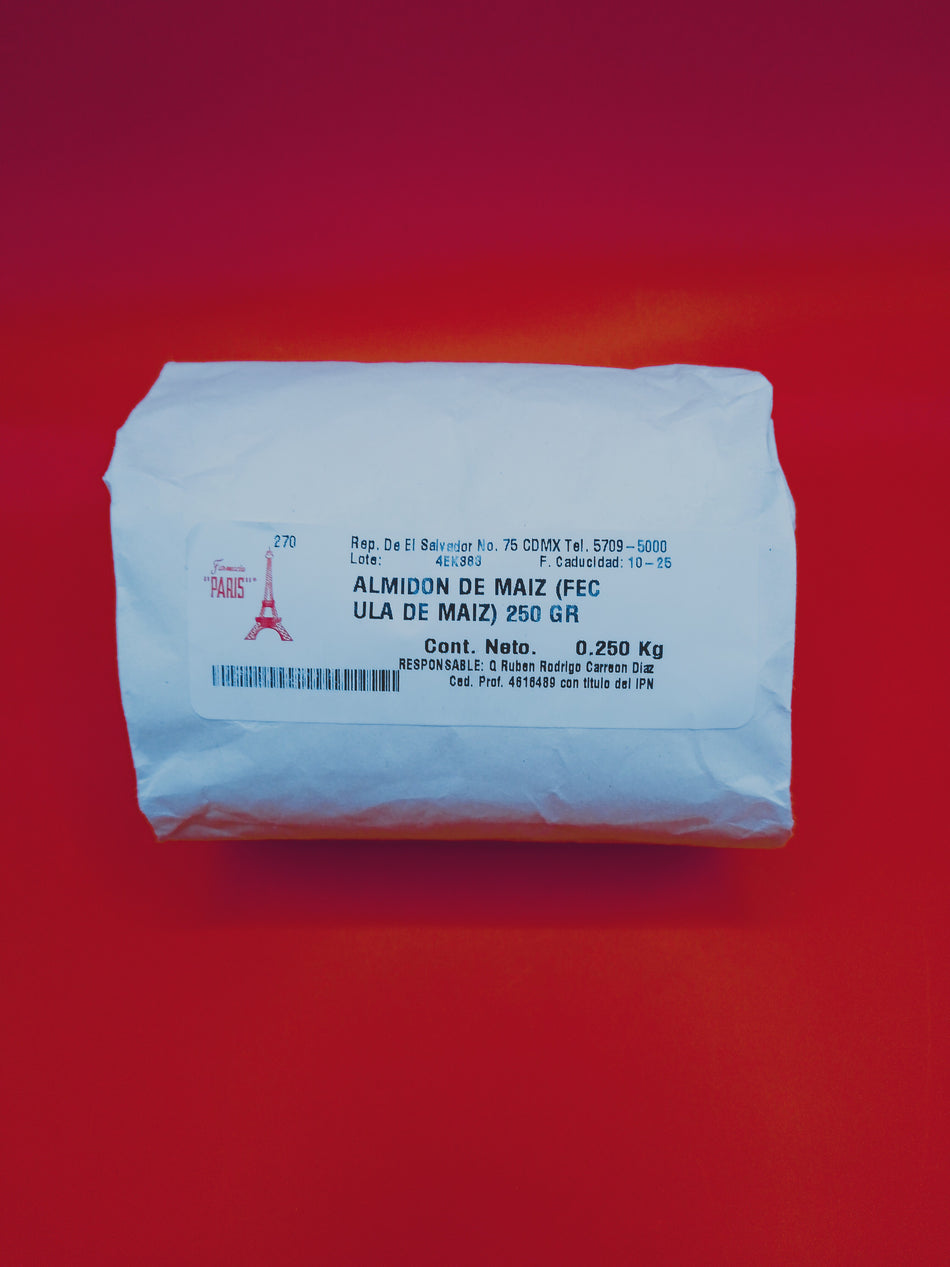 270
Rep. De El Salvador No. 75 CDMX Tel. 5709-5000
Lote: 4EK383 F. Caducidad: 10-25
Farmacia
"PARIS"
ALMIDON DE MAIZ (FEC
ULA DE MAIZ) 250 GR
Cont. Neto. 0.250 Kg
RESPONSABLE: Q Ruben Rodrigo Carreon Diaz
Ced. Prof. 4616489 con titulo del IPN